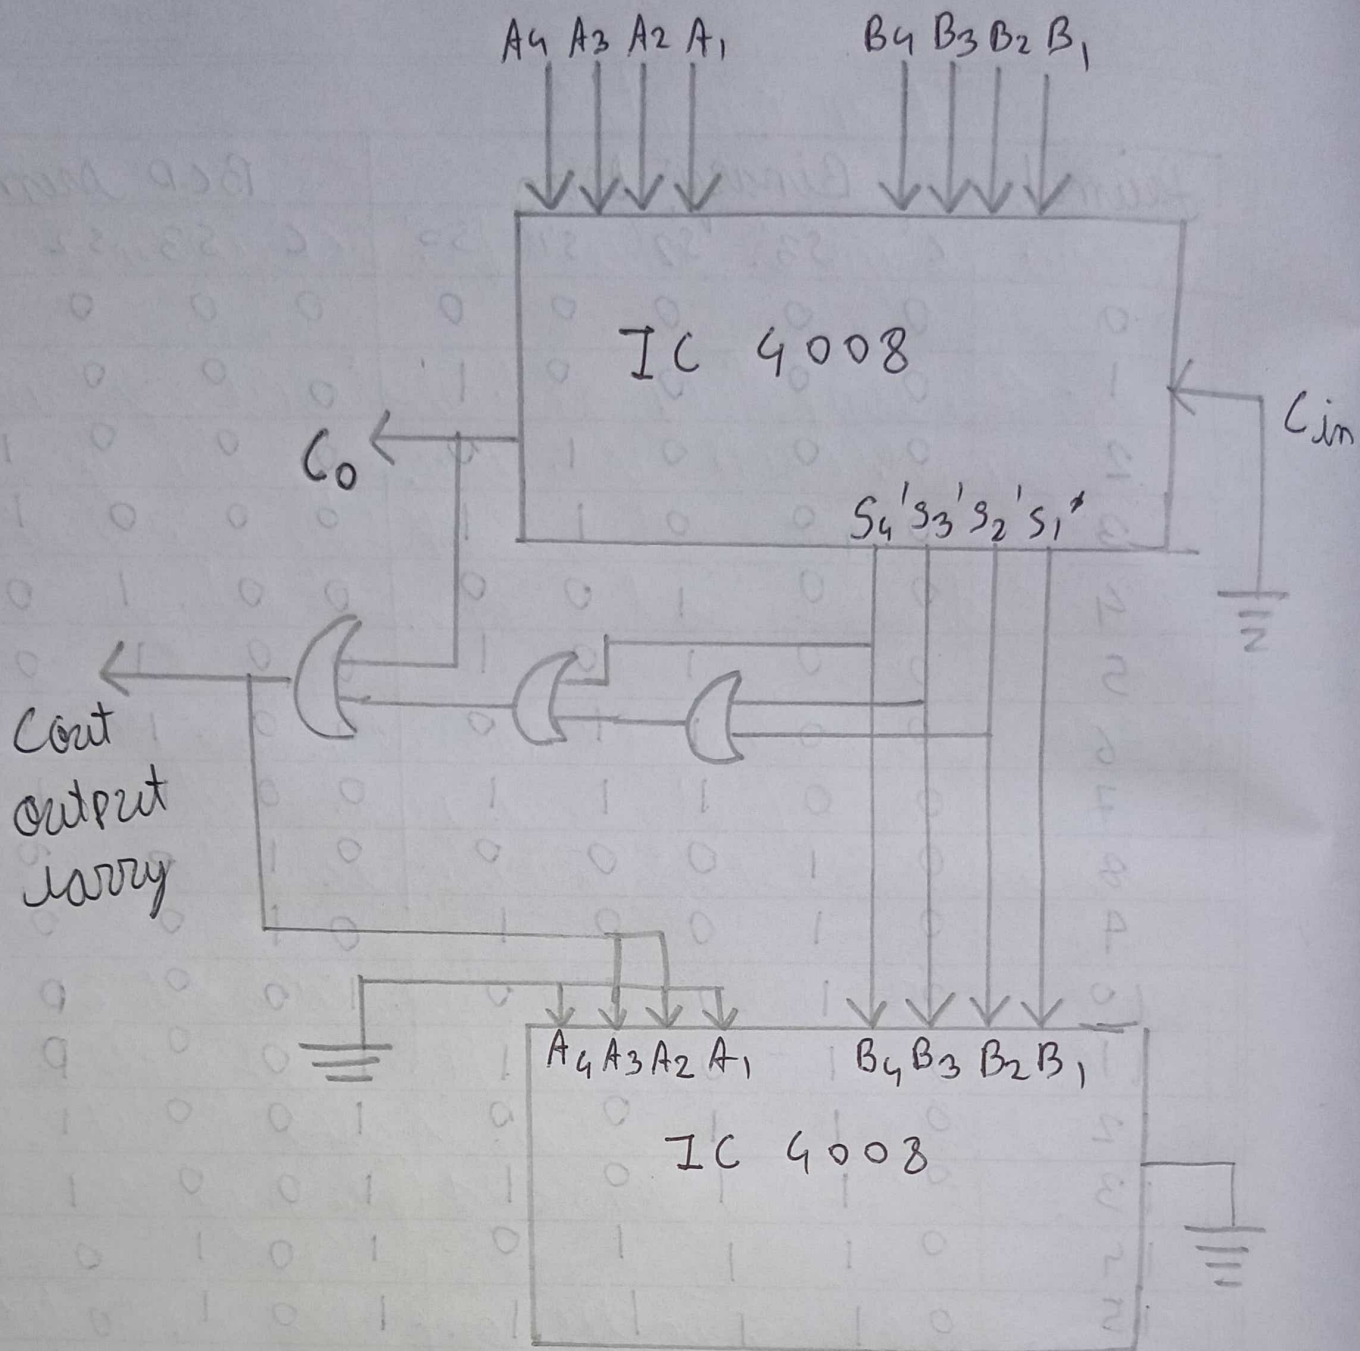 A4 A3 A2 A1 B4 B3 B2 B1
IC 4008
Cin
Co
S4' S3' S2' S1'
Cout
output
carry
A4 A3 A2 A1 B4 B3 B2 B1
IC 4008